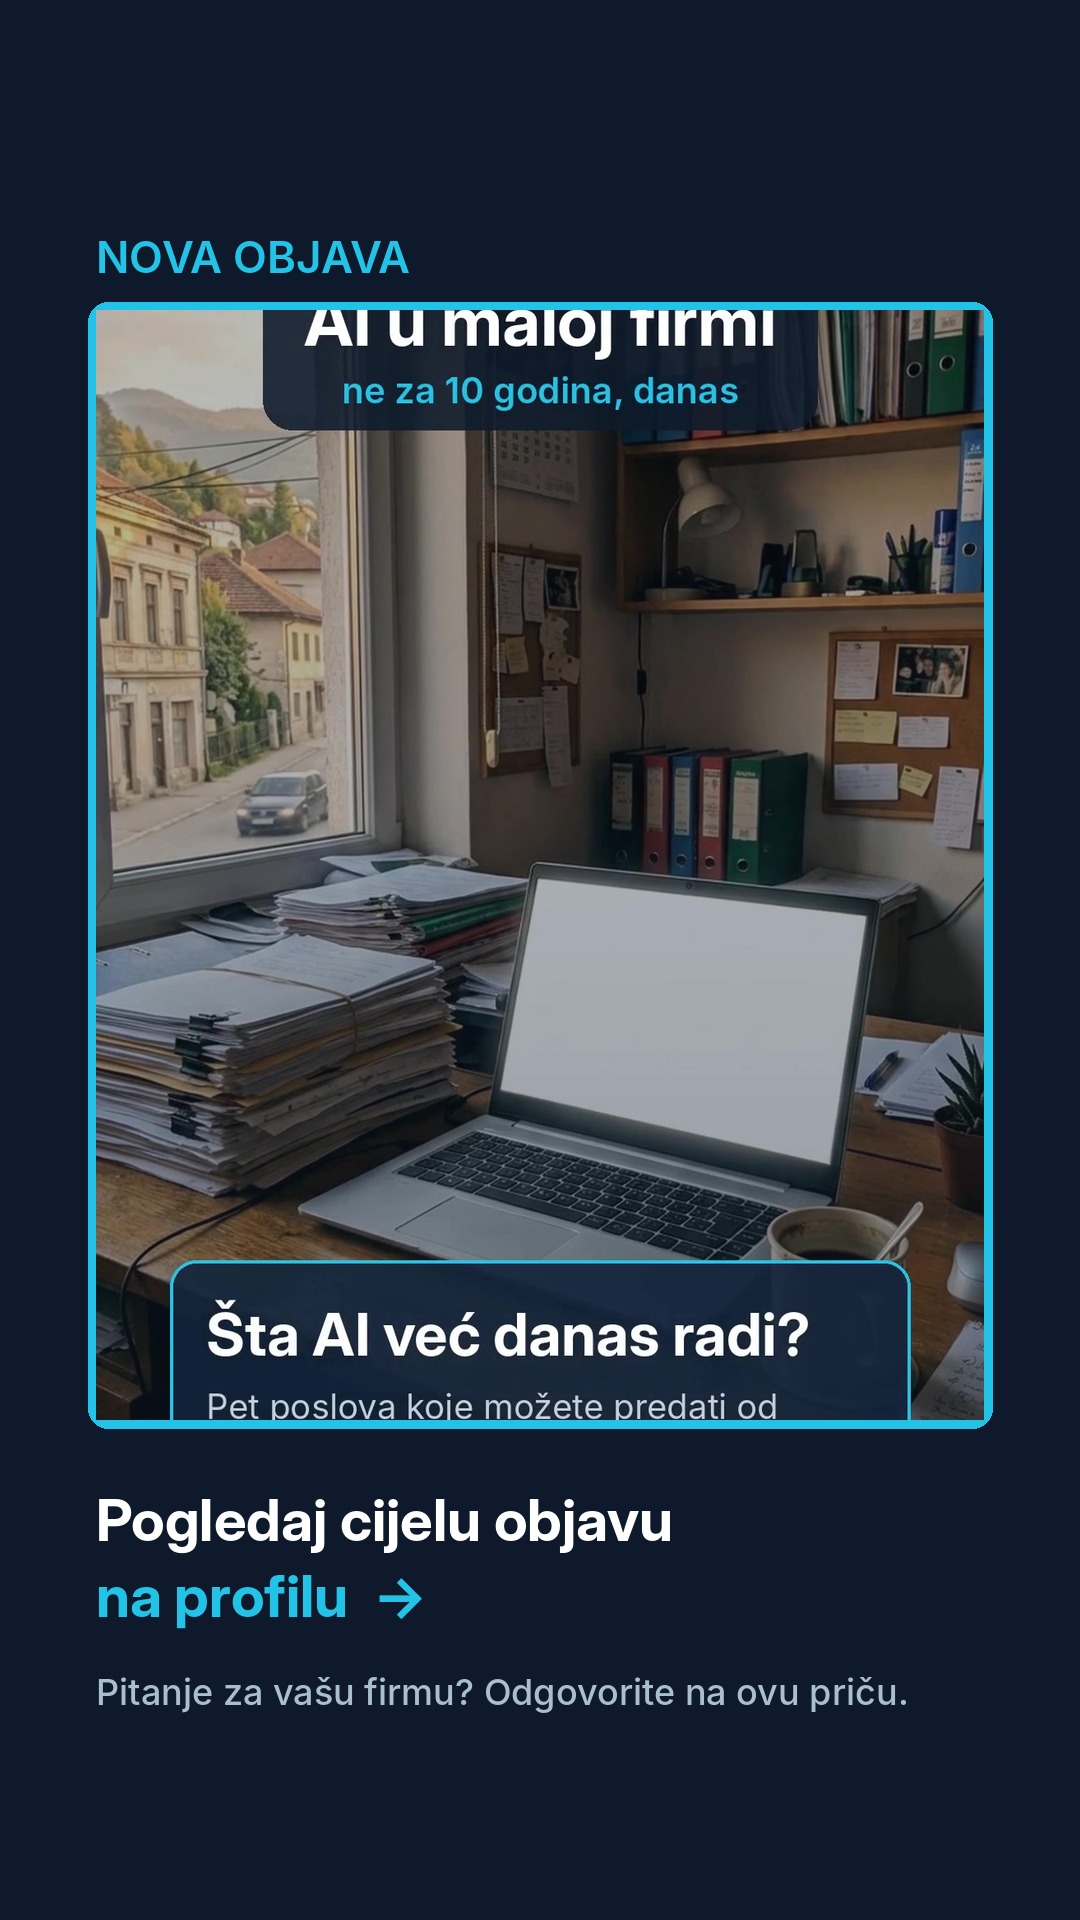 NOVA OBJAVA
AI u maloj firmi
ne za 10 godina, danas
Šta AI već danas radi?
Pet poslova koje možete predati od
Pogledaj cijelu objavu
na profilu →
Pitanje za vašu firmu? Odgovorite na ovu priču.